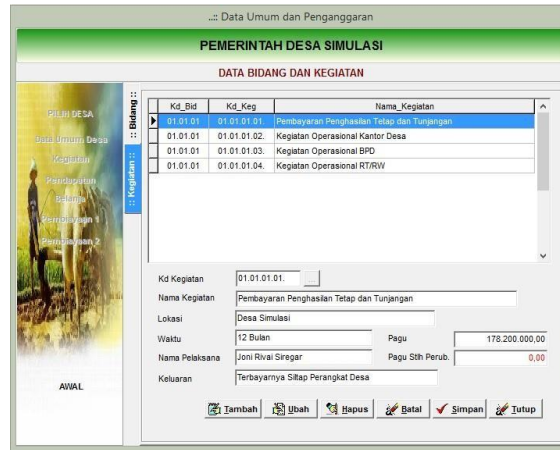 ..:: Data Umum dan Penganggaran
PEMERINTAH DESA SIMULASI
DATA BIDANG DAN KEGIATAN
PILIH DESA
Data Umum Desa
Kegiatan
Pendapatan
Belanja
Pembiayaan 1
Pembiayaan 2
AWAL
:: Bidang ::
:: Kegiatan ::
Kd_Bid Kd_Keg Nama_Kegiatan
01.01.01 01.01.01.01. Pembayaran Penghasilan Tetap dan Tunjangan
01.01.01 01.01.01.02. Kegiatan Operasional Kantor Desa
01.01.01 01.01.01.03. Kegiatan Operasional BPD
01.01.01 01.01.01.04. Kegiatan Operasional RT/RW
Kd Kegiatan 01.01.01.01. ...
Nama Kegiatan Pembayaran Penghasilan Tetap dan Tunjangan
Lokasi Desa Simulasi
Waktu 12 Bulan Pagu 178.200.000,00
Nama Pelaksana Joni Rivai Siregar Pagu Stlh Perub. 0,00
Keluaran Terbayarnya Siltap Perangkat Desa
Tambah Ubah Hapus Batal Simpan Tutup